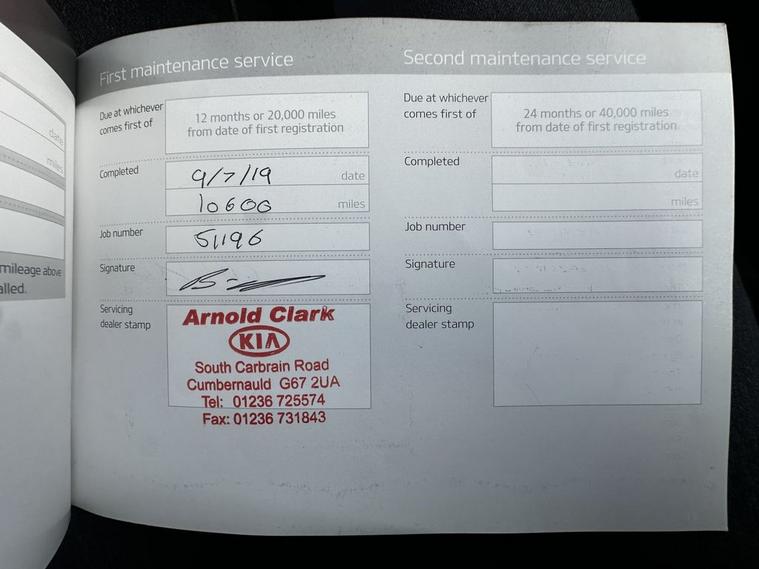 First maintenance service
Due at whichever
comes first of
12 months or 20,000 miles
from date of first registration
Completed
9/7/19 date
10600 miles
Job number
51196
Signature
Servicing
dealer stamp
Arnold Clark
KIA
South Carbrain Road
Cumbernauld G67 2UA
Tel: 01236 725574
Fax: 01236 731843
Second maintenance service
Due at whichever
comes first of
24 months or 40,000 miles
from date of first registration
Completed
date
miles
Job number
Signature
Servicing
dealer stamp
date
miles
mileage above
alled.